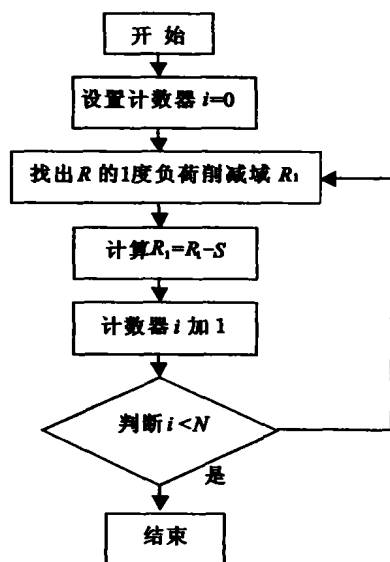 开 始
设置计数器 i=0
找出R 的1度负荷削减域 R₁
计算R₁=R₁-S
计数器 i 加 1
判断 i<N
是
结束